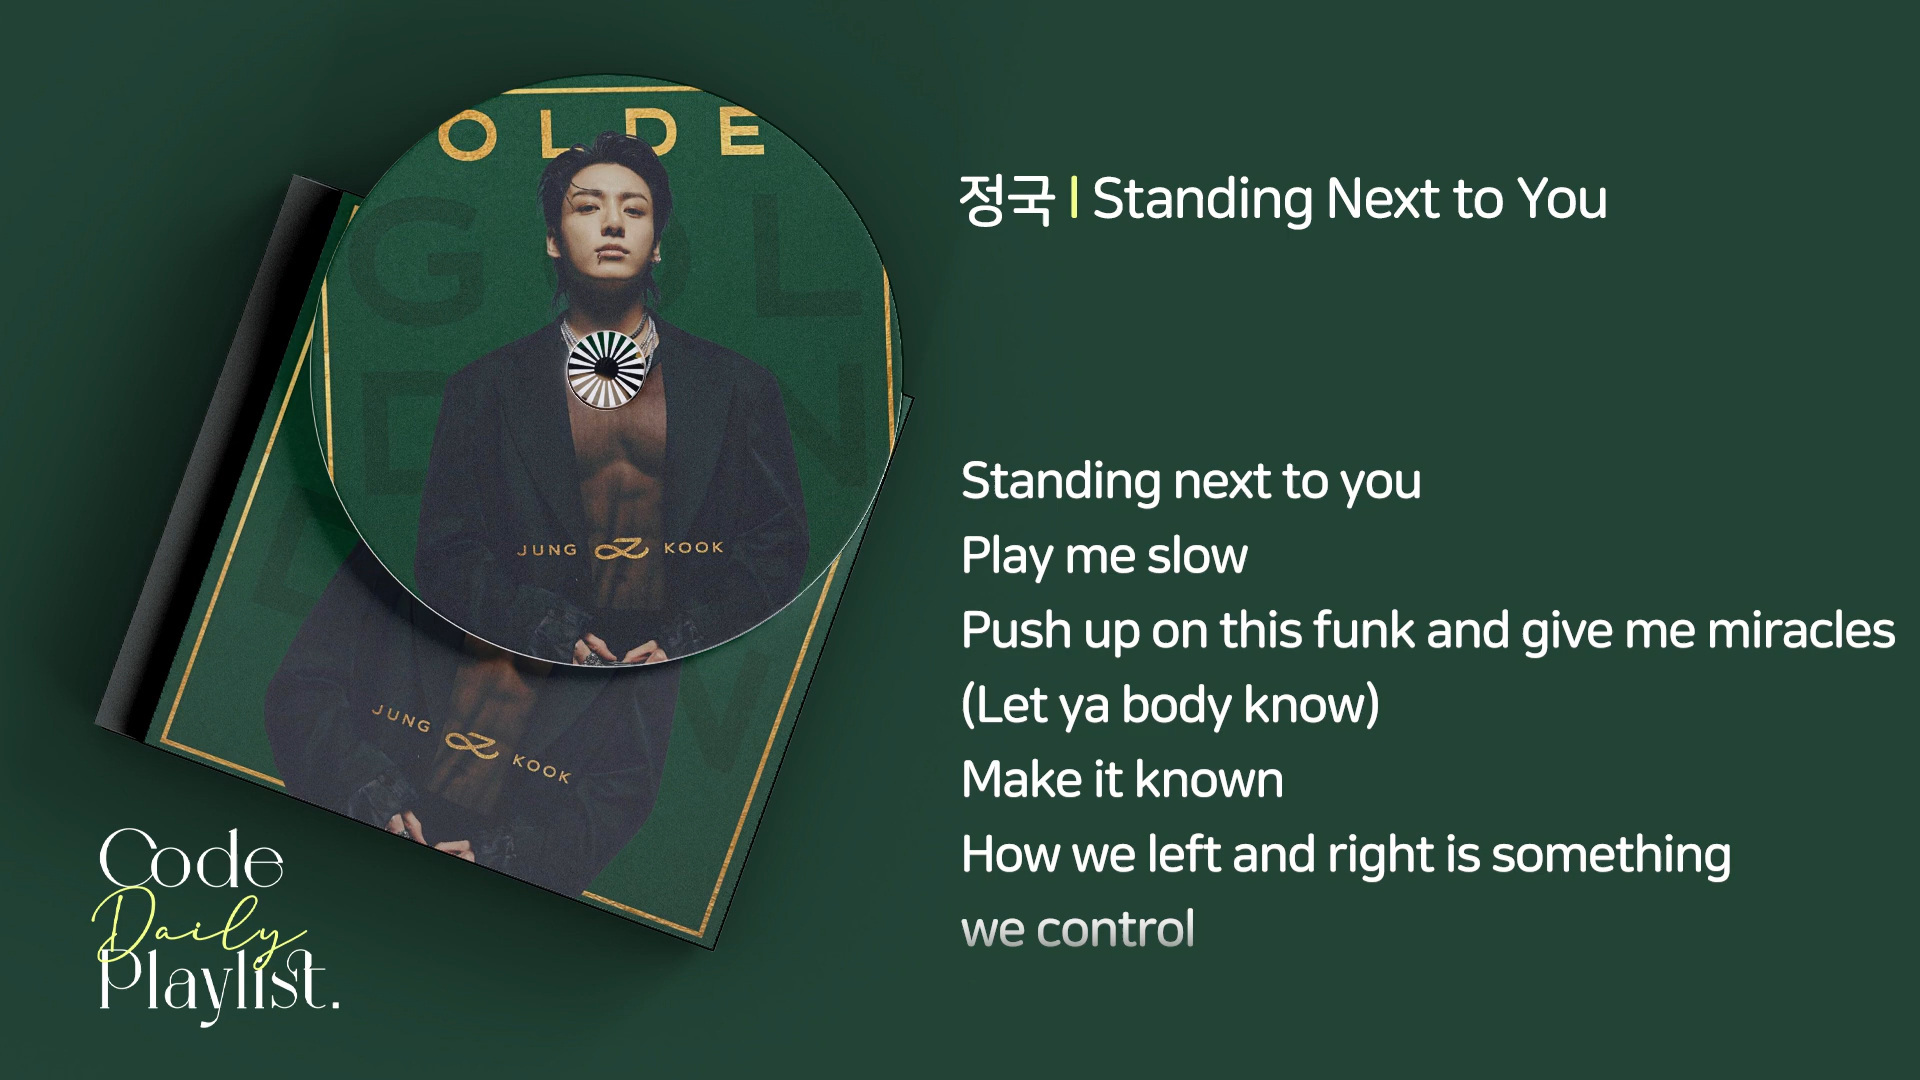 OLDE
GOL
DEN
JUNG KOOK
JUNG KOOK
Code
Daily
Playlist.
정국 | Standing Next to You
Standing next to you
Play me slow
Push up on this funk and give me miracles
(Let ya body know)
Make it known
How we left and right is something
we control